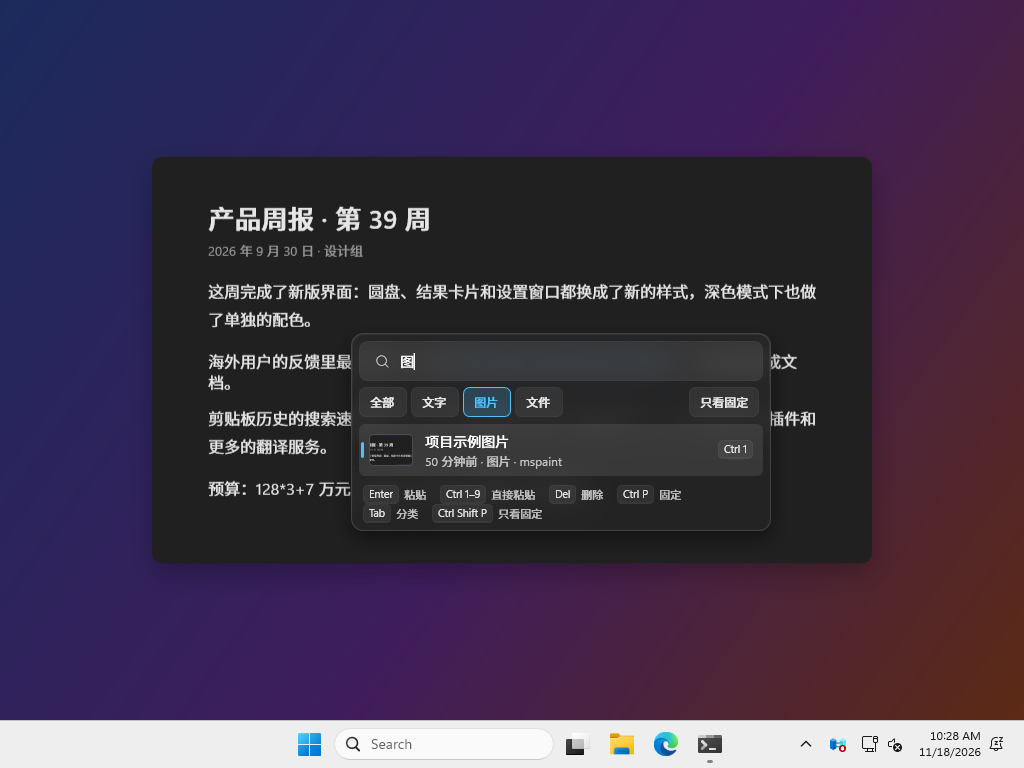 产品周报 · 第 39 周
2026 年 9 月 30 日 · 设计组
这周完成了新版界面：圆盘、结果卡片和设置窗口都换成了新的样式，深色模式下也做
了单独的配色。
海外用户的反馈里最
成文
档。
剪贴板历史的搜索速
插件和
更多的翻译服务。
预算：128*3+7 万元
图
全部 文字 图片 文件 只看固定
项目示例图片
50 分钟前 · 图片 · mspaint
Ctrl 1
Enter 粘贴 Ctrl 1–9 直接粘贴 Del 删除 Ctrl P 固定
Tab 分类 Ctrl Shift P 只看固定
Search
10:28 AM
11/18/2026